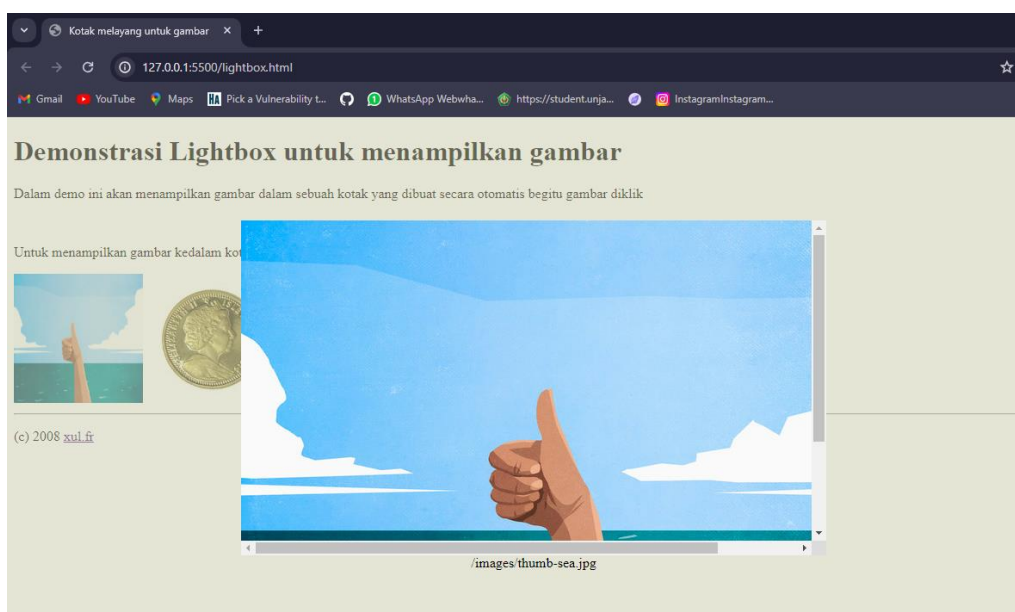 Kotak melayang untuk gambar
127.0.0.1:5500/lightbox.html
Gmail YouTube Maps HA Pick a Vulnerability t... WhatsApp Webwha... https://student.unja... InstagramInstagram...
Demonstrasi Lightbox untuk menampilkan gambar
Dalam demo ini akan menampilkan gambar dalam sebuah kotak yang dibuat secara otomatis begitu gambar diklik
Untuk menampilkan gambar kedalam
(c) 2008 xul.fr
/images/thumb-sea.jpg